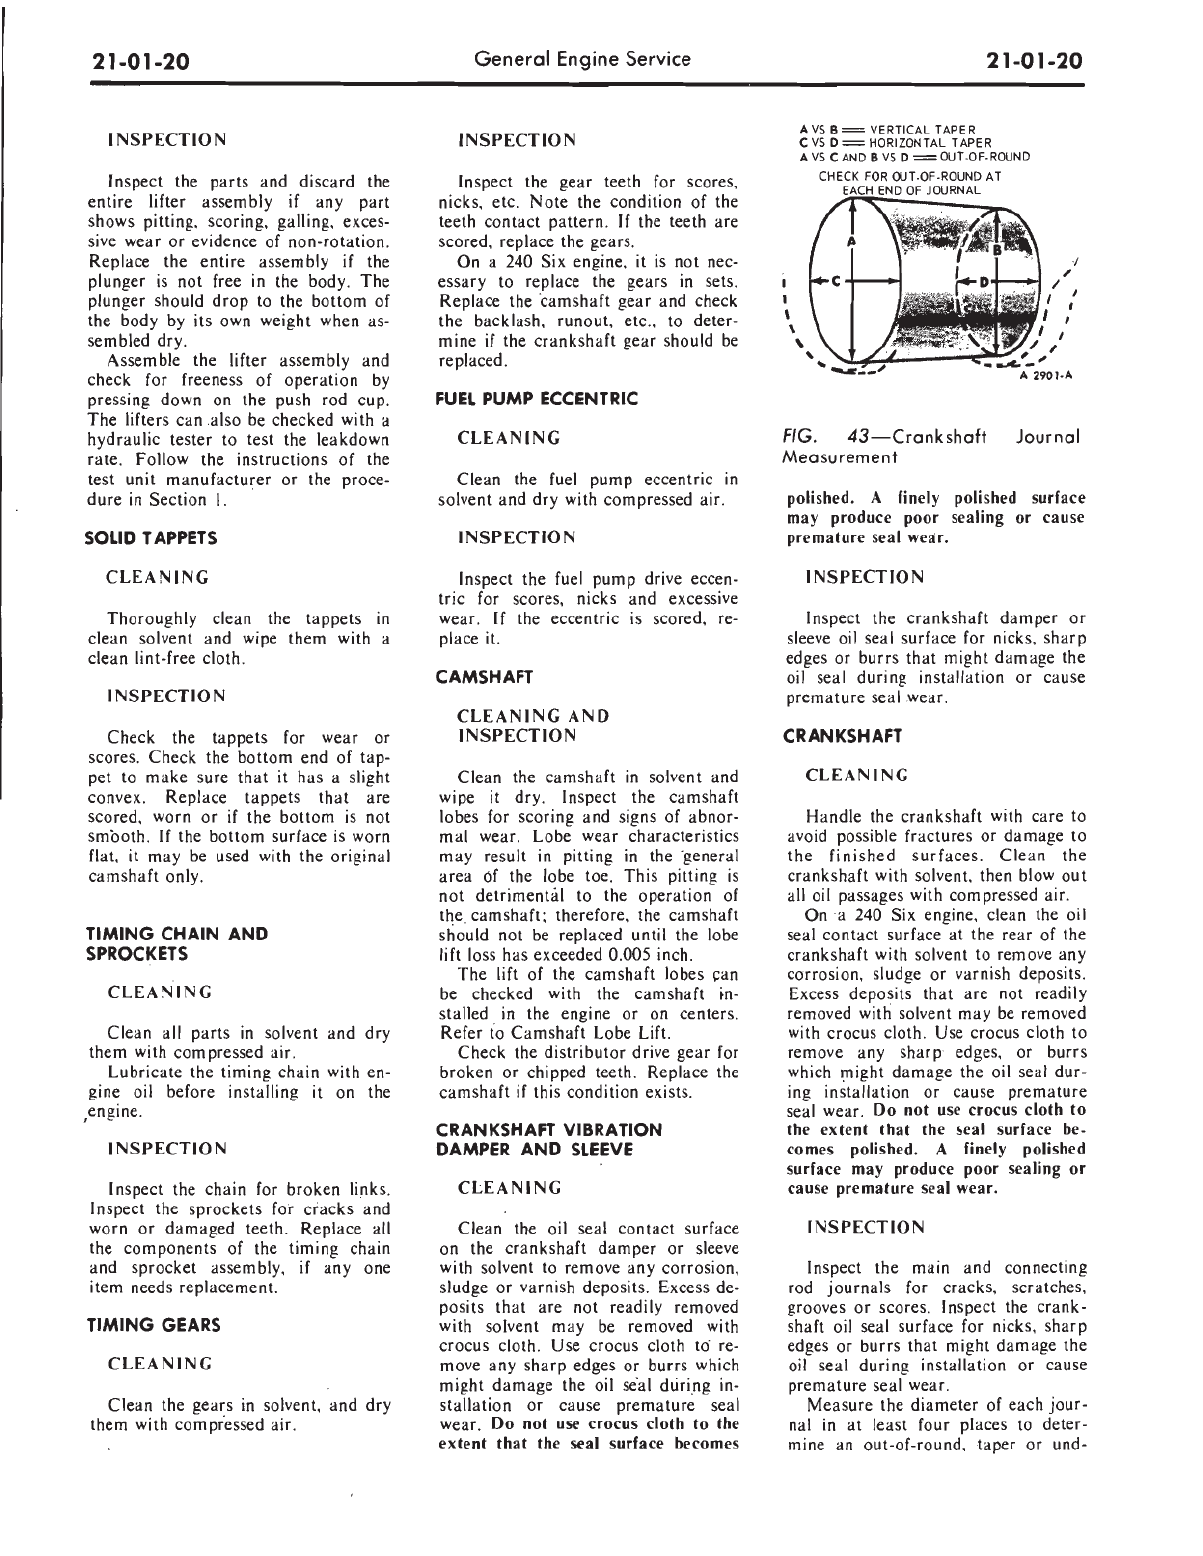 21-01-20
General Engine Service
21-01-20
INSPECTION
Inspect the parts and discard the
entire lifter assembly if any part
shows pitting, scoring, galling, exces-
sive wear or evidence of non-rotation.
Replace the entire assembly if the
plunger is not free in the body. The
plunger should drop to the bottom of
the body by its own weight when as-
sembled dry.
Assemble the lifter assembly and
check for freeness of operation by
pressing down on the push rod cup.
The lifters can also be checked with a
hydraulic tester to test the leakdown
rate. Follow the instructions of the
test unit manufacturer or the proce-
dure in Section 1.
SOLID TAPPETS
CLEANING
Thoroughly clean the tappets in
clean solvent and wipe them with a
clean lint-free cloth.
INSPECTION
Check the tappets for wear or
scores. Check the bottom end of tap-
pet to make sure that it has a slight
convex. Replace tappets that are
scored, worn or if the bottom is not
smooth. If the bottom surface is worn
flat, it may be used with the original
camshaft only.
TIMING CHAIN AND
SPROCKETS
CLEANING
Clean all parts in solvent and dry
them with compressed air.
Lubricate the timing chain with en-
gine oil before installing it on the
engine.
INSPECTION
Inspect the chain for broken links.
Inspect the sprockets for cracks and
worn or damaged teeth. Replace all
the components of the timing chain
and sprocket assembly, if any one
item needs replacement.
TIMING GEARS
CLEANING
Clean the gears in solvent, and dry
them with compressed air.
INSPECTION
Inspect the gear teeth for scores,
nicks, etc. Note the condition of the
teeth contact pattern. If the teeth are
scored, replace the gears.
On a 240 Six engine, it is not nec-
essary to replace the gears in sets.
Replace the camshaft gear and check
the backlash, runout, etc., to deter-
mine if the crankshaft gear should be
replaced.
FUEL PUMP ECCENTRIC
CLEANING
Clean the fuel pump eccentric in
solvent and dry with compressed air.
INSPECTION
Inspect the fuel pump drive eccen-
tric for scores, nicks and excessive
wear. If the eccentric is scored, re-
place it.
CAMSHAFT
CLEANING AND
INSPECTION
Clean the camshaft in solvent and
wipe it dry. Inspect the camshaft
lobes for scoring and signs of abnor-
mal wear. Lobe wear characteristics
may result in pitting in the general
area of the lobe toe. This pitting is
not detrimental to the operation of
the camshaft; therefore, the camshaft
should not be replaced until the lobe
lift loss has exceeded 0.005 inch.
The lift of the camshaft lobes can
be checked with the camshaft in-
stalled in the engine or on centers.
Refer to Camshaft Lobe Lift.
Check the distributor drive gear for
broken or chipped teeth. Replace the
camshaft if this condition exists.
CRANKSHAFT VIBRATION
DAMPER AND SLEEVE
CLEANING
Clean the oil seal contact surface
on the crankshaft damper or sleeve
with solvent to remove any corrosion,
sludge or varnish deposits. Excess de-
posits that are not readily removed
with solvent may be removed with
crocus cloth. Use crocus cloth to re-
move any sharp edges or burrs which
might damage the oil seal during in-
stallation or cause premature seal
wear. Do not use crocus cloth to the
extent that the seal surface becomes
A VS B = VERTICAL TAPER
C VS D = HORIZONTAL TAPER
A VS C AND B VS D = OUT-OF-ROUND
CHECK FOR OUT-OF-ROUND AT
EACH END OF JOURNAL
A
B
C
D
A 2901-A
FIG. 43—Crankshaft Journal
Measurement
polished. A finely polished surface
may produce poor sealing or cause
premature seal wear.
INSPECTION
Inspect the crankshaft damper or
sleeve oil seal surface for nicks, sharp
edges or burrs that might damage the
oil seal during installation or cause
premature seal wear.
CRANKSHAFT
CLEANING
Handle the crankshaft with care to
avoid possible fractures or damage to
the finished surfaces. Clean the
crankshaft with solvent, then blow out
all oil passages with compressed air.
On a 240 Six engine, clean the oil
seal contact surface at the rear of the
crankshaft with solvent to remove any
corrosion, sludge or varnish deposits.
Excess deposits that are not readily
removed with solvent may be removed
with crocus cloth. Use crocus cloth to
remove any sharp edges, or burrs
which might damage the oil seal dur-
ing installation or cause premature
seal wear. Do not use crocus cloth to
the extent that the seal surface be-
comes polished. A finely polished
surface may produce poor sealing or
cause premature seal wear.
INSPECTION
Inspect the main and connecting
rod journals for cracks, scratches,
grooves or scores. Inspect the crank-
shaft oil seal surface for nicks, sharp
edges or burrs that might damage the
oil seal during installation or cause
premature seal wear.
Measure the diameter of each jour-
nal in at least four places to deter-
mine an out-of-round, taper or und-